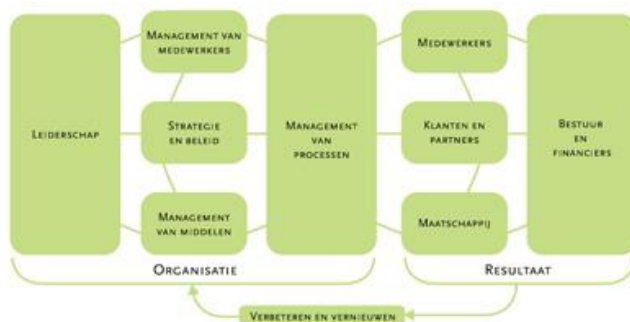 LEIDERSCHAP
MANAGEMENT VAN
MEDEWERKERS
STRATEGIE
EN BELEID
MANAGEMENT
VAN MIDDELEN
MANAGEMENT
VAN
PROCESSEN
MEDEWERKERS
KLANTEN EN
PARTNERS
MAATSCHAPPIJ
BESTUUR
EN
FINANCIERS
ORGANISATIE
RESULTAAT
VERBETEREN EN VERNIEUWEN